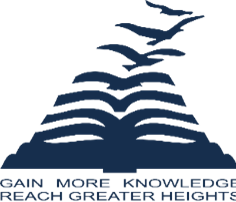 GAIN MORE KNOWLEDGE
REACH GREATER HEIGHTS